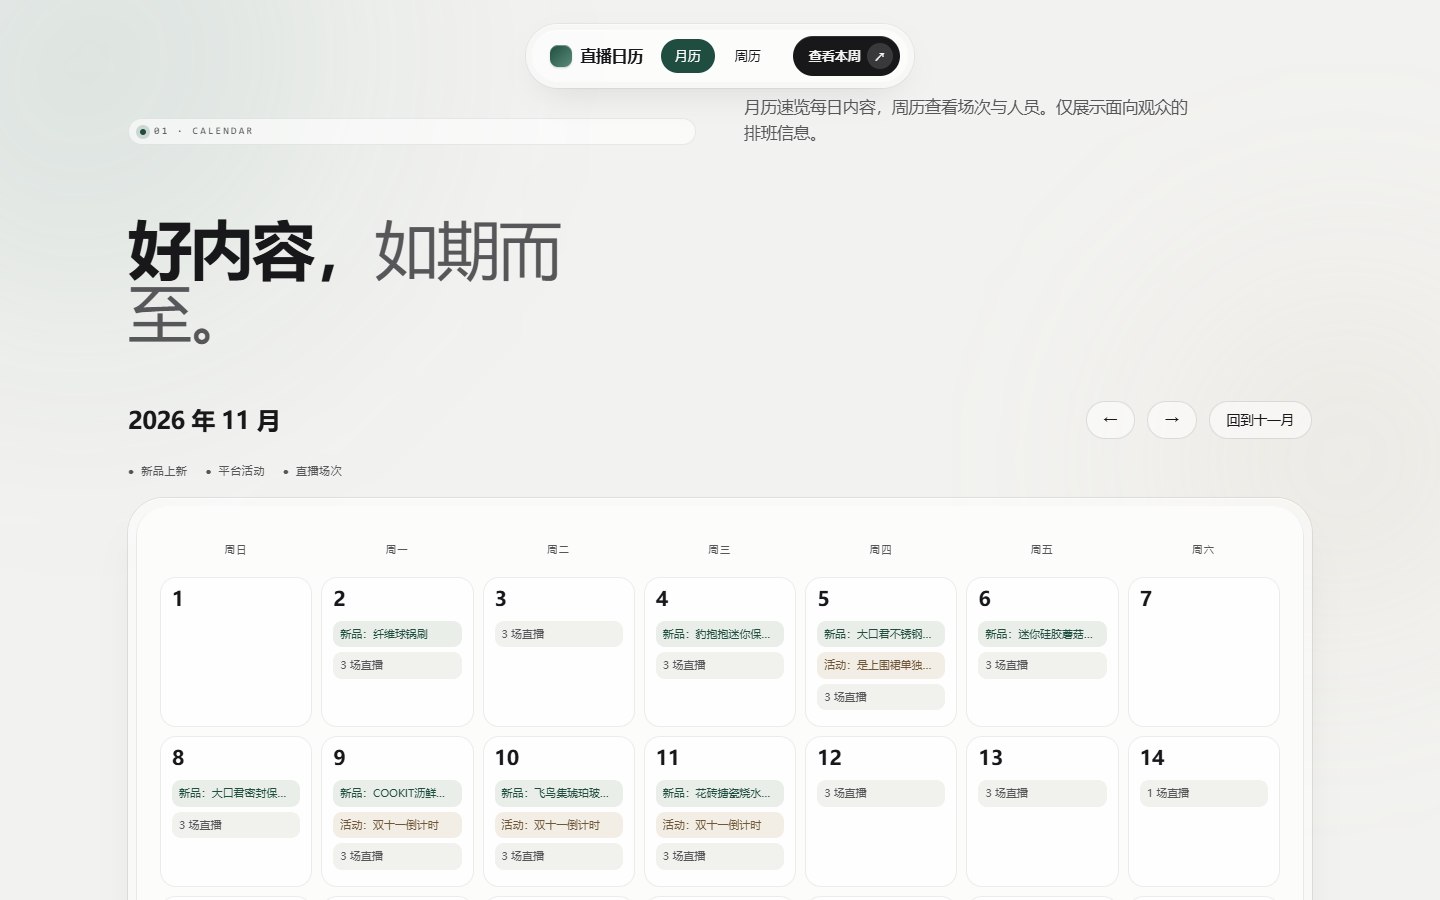 直播日历 月历 周历 查看本周 ↗
月历速览每日内容，周历查看场次与人员。仅展示面向观众的
排班信息。
01 · CALENDAR
好内容，如期而
至。
2026 年 11 月
← → 回到十一月
• 新品上新 • 平台活动 • 直播场次
周日 周一 周二 周三 周四 周五 周六
1
2
新品：纤维球锅刷
3 场直播
3
3 场直播
4
新品：豹抱抱迷你保...
3 场直播
5
新品：大口君不锈钢...
活动：是上围裙单独...
3 场直播
6
新品：迷你硅胶蘑菇...
3 场直播
7
8
新品：大口君密封保...
3 场直播
9
新品：COOKIT沥鲜...
活动：双十一倒计时
3 场直播
10
新品：飞鸟集琥珀玻...
活动：双十一倒计时
3 场直播
11
新品：花砖搪瓷烧水...
活动：双十一倒计时
3 场直播
12
3 场直播
13
3 场直播
14
1 场直播